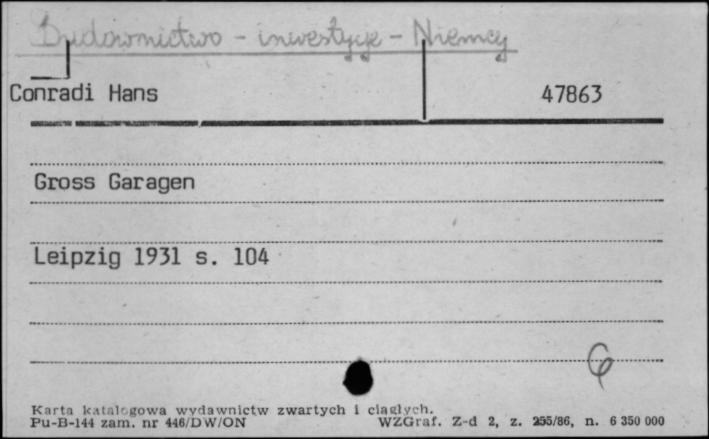 Budownictwo - inwestycje - Niemcy
Conradi Hans 47863
Gross Garagen
Leipzig 1931 s. 104
Karta katalogowa wydawnictw zwartych i ciągłych.
Pu-B-144 zam. nr 446/DW/ON WZGraf. Z-d 2, z. 255/86, n. 6 350 000